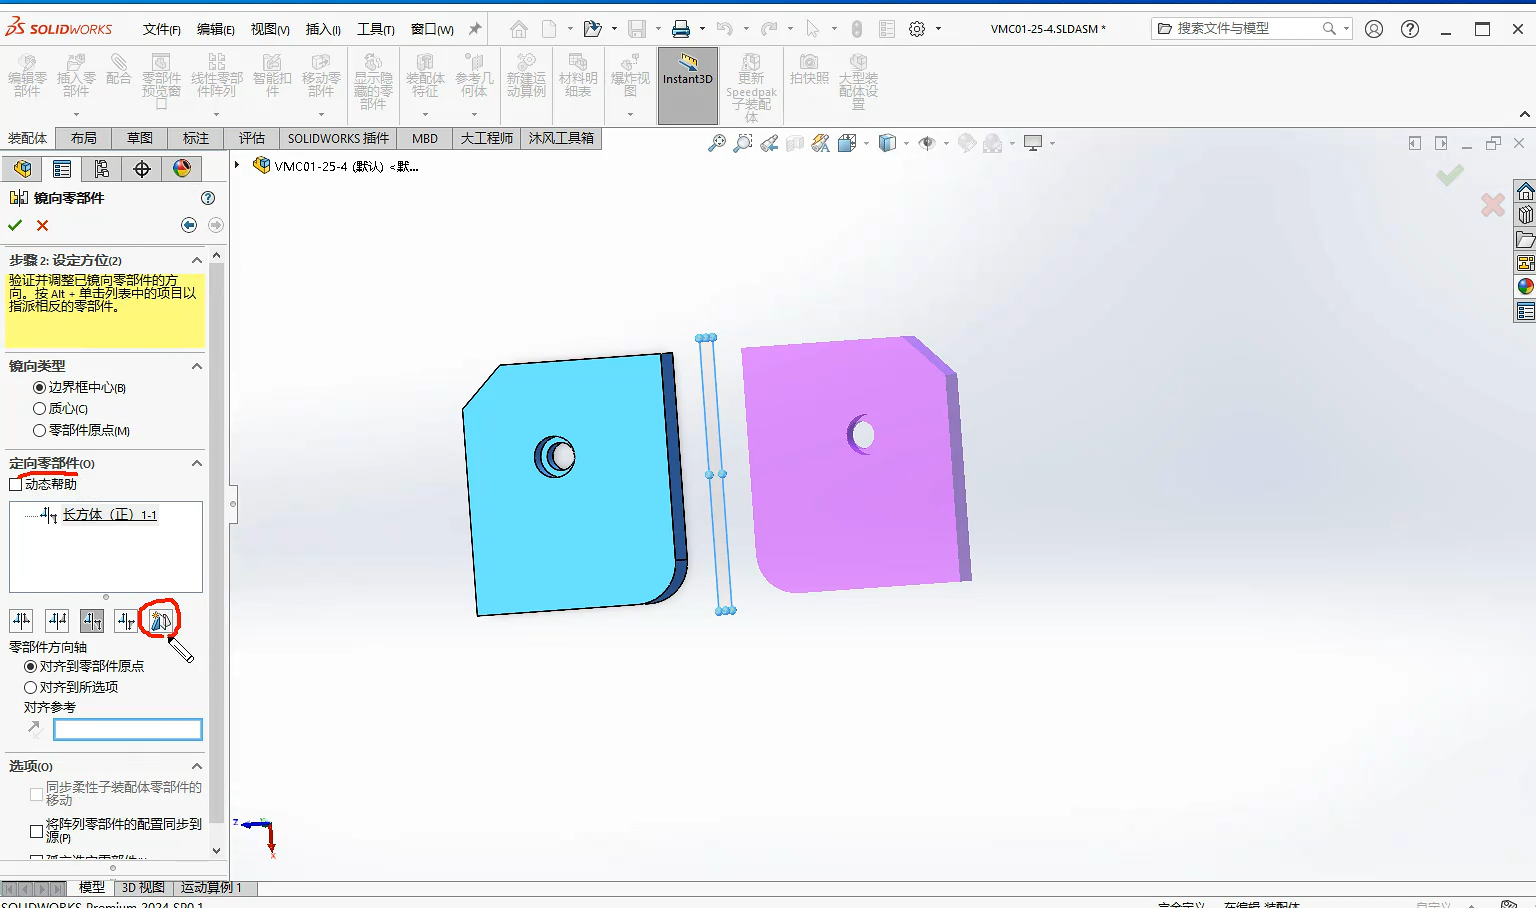 SOLIDWORKS 文件(F) 编辑(E) 视图(V) 插入(I) 工具(T) 窗口(W) VMC01-25-4.SLDASM * 搜索文件与模型
编辑零部件 插入零部件 配合 零部件预览窗口 线性零部件阵列 智能扣件 移动零部件 显示隐藏的零部件 装配体特征 参考几何体 新建运动算例 材料明细表 爆炸视图 Instant3D 更新Speedpak子装配体 拍快照 大型装配体设置
装配体 布局 草图 标注 评估 SOLIDWORKS 插件 MBD 大工程师 沐风工具箱
VMC01-25-4 (默认) <默...
镜向零部件
步骤 2: 设定方位(2)
验证并调整已镜向零部件的方
向。按 Alt + 单击列表中的项目以
指派相反的零部件。
镜向类型
边界框中心(B)
质心(C)
零部件原点(M)
定向零部件(O)
动态帮助
长方体（正）1-1
零部件方向轴
对齐到零部件原点
对齐到所选项
对齐参考
选项(O)
同步柔性子装配体零部件的
移动
将阵列零部件的配置同步到
源(P)
z
x
模型 3D 视图 运动算例 1
SOLIDWORKS Premium 2024 SP0.1 完全定义 在编辑 装配体 自定义